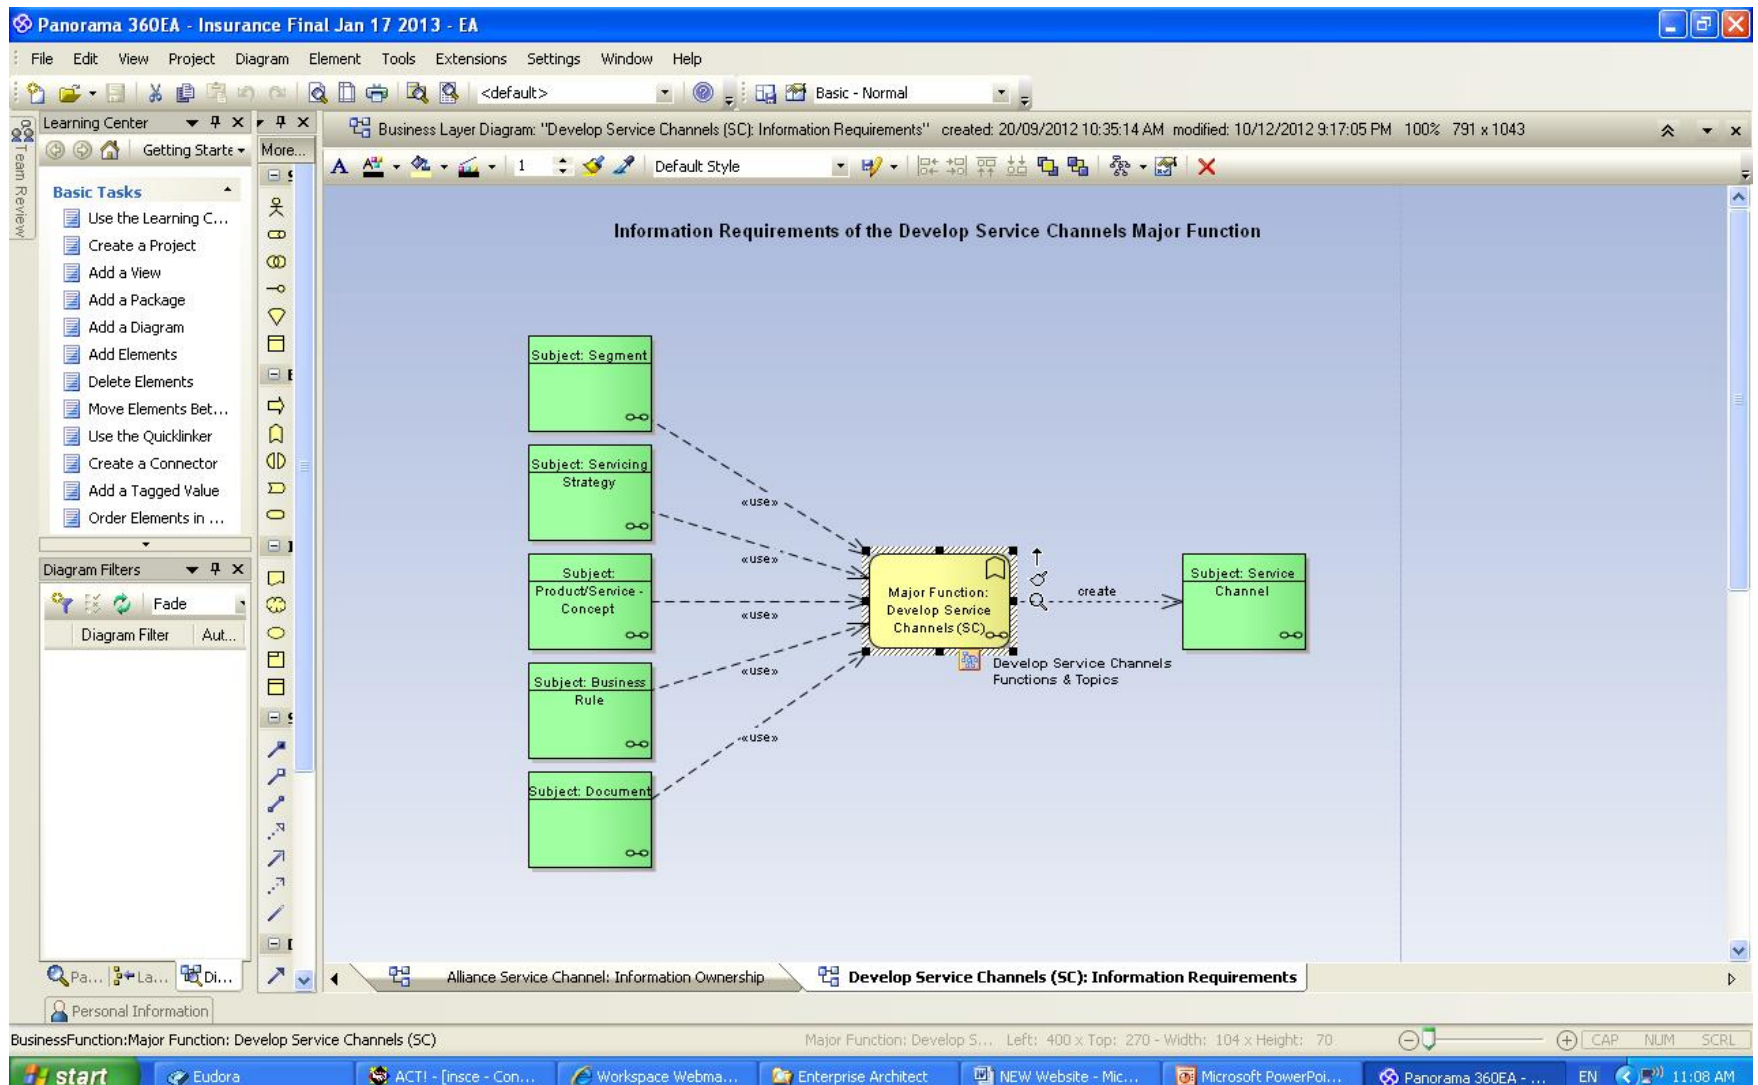 Panorama 360EA - Insurance Final Jan 17 2013 - EA
File Edit View Project Diagram Element Tools Extensions Settings Window Help
<default> Basic - Normal
Team Review
Learning Center
Getting Starte
More...
Basic Tasks
Use the Learning C...
Create a Project
Add a View
Add a Package
Add a Diagram
Add Elements
Delete Elements
Move Elements Bet...
Use the Quicklinker
Create a Connector
Add a Tagged Value
Order Elements in ...
Diagram Filters
Fade
Diagram Filter Aut...
Pa... La... Di...
Business Layer Diagram: "Develop Service Channels (SC): Information Requirements" created: 20/09/2012 10:35:14 AM modified: 10/12/2012 9:17:05 PM 100% 791 x 1043
1 Default Style
Information Requirements of the Develop Service Channels Major Function
Subject: Segment
Subject: Servicing
Strategy
Subject:
Product/Service -
Concept
Subject: Business
Rule
Subject: Document
«use»
«use»
«use»
«use»
«use»
Major Function:
Develop Service
Channels (SC)
create
Subject: Service
Channel
Develop Service Channels
Functions & Topics
Alliance Service Channel: Information Ownership
Develop Service Channels (SC): Information Requirements
Personal Information
BusinessFunction:Major Function: Develop Service Channels (SC)
Major Function: Develop S... Left: 400 x Top: 270 - Width: 104 x Height: 70
CAP NUM SCRL
start
Eudora
ACT! - [insce - Con...
Workspace Webma...
Enterprise Architect
NEW Website - Mic...
Microsoft PowerPoi...
Panorama 360EA - ...
EN
11:08 AM